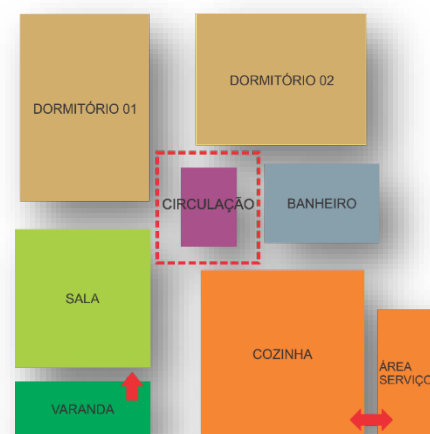 DORMITÓRIO 01
DORMITÓRIO 02
CIRCULAÇÃO
BANHEIRO
SALA
COZINHA
ÁREA
SERVIÇO
VARANDA